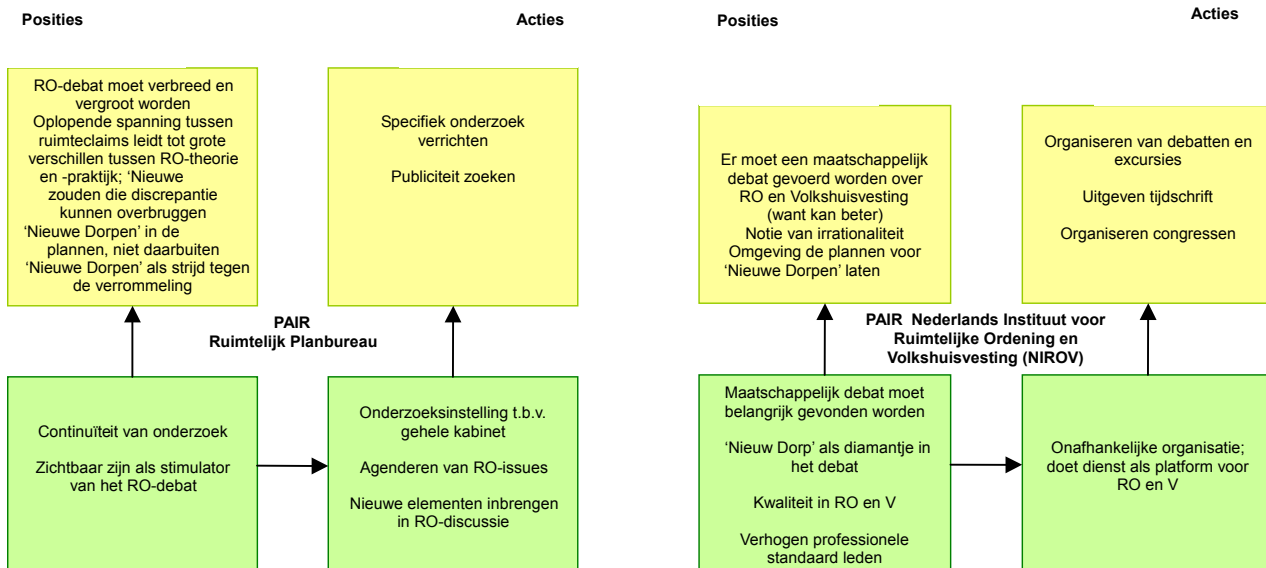 Posities
Acties
RO-debat moet verbreed en
vergroot worden
Oplopende spanning tussen
ruimteclaims leidt tot grote
verschillen tussen RO-theorie
en -praktijk; ‘Nieuwe
zouden die discrepantie
kunnen overbruggen
‘Nieuwe Dorpen’ in de
plannen, niet daarbuiten
‘Nieuwe Dorpen’ als strijd tegen
de verrommeling
Specifiek onderzoek
verrichten
Publiciteit zoeken
PAIR
Ruimtelijk Planbureau
Continuïteit van onderzoek
Zichtbaar zijn als stimulator
van het RO-debat
Onderzoeksinstelling t.b.v.
gehele kabinet
Agenderen van RO-issues
Nieuwe elementen inbrengen
in RO-discussie
Posities
Acties
Er moet een maatschappelijk
debat gevoerd worden over
RO en Volkshuisvesting
(want kan beter)
Notie van irrationaliteit
Omgeving de plannen voor
‘Nieuwe Dorpen’ laten
Organiseren van debatten en
excursies
Uitgeven tijdschrift
Organiseren congressen
PAIR Nederlands Instituut voor
Ruimtelijke Ordening en
Volkshuisvesting (NIROV)
Maatschappelijk debat moet
belangrijk gevonden worden
‘Nieuw Dorp’ als diamantje in
het debat
Kwaliteit in RO en V
Verhogen professionele
standaard leden
Onafhankelijke organisatie;
doet dienst als platform voor
RO en V